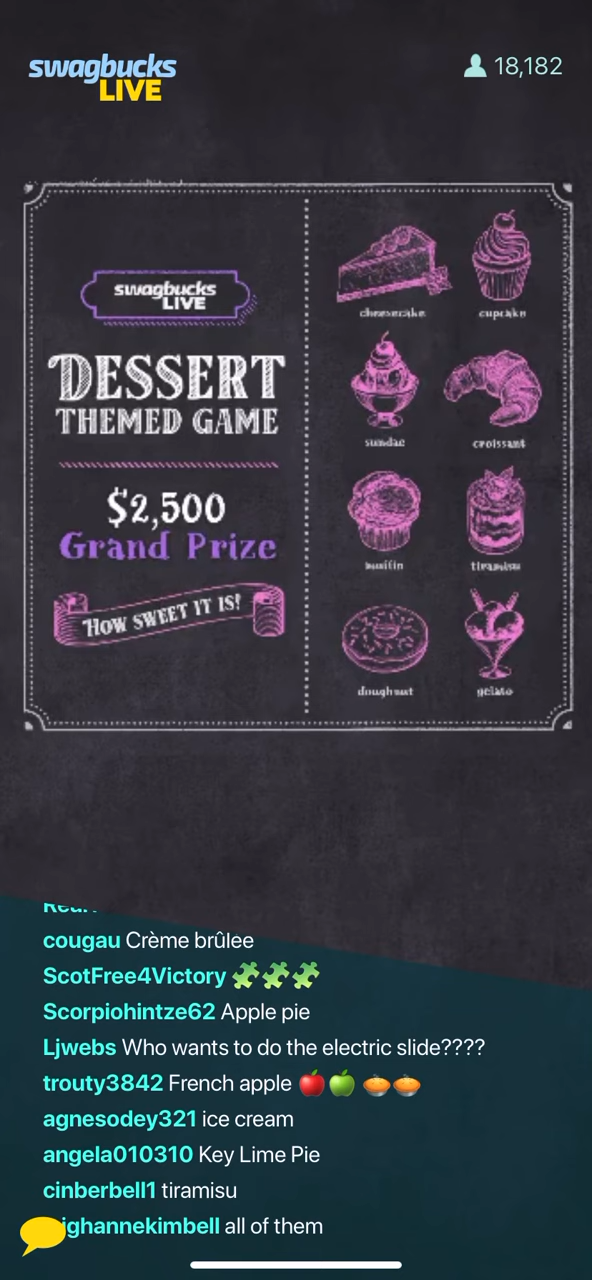 swagbucks
LIVE
18,182
swagbucks
LIVE
DESSERT
THEMED GAME
$2,500
Grand Prize
HOW SWEET IT IS!
cheesecake
cupcake
sundae
croissant
muffin
tiramisu
doughnut
gelato
cougau Crème brûlée
ScotFree4Victory 🧩🧩🧩
Scorpiohintze62 Apple pie
Ljwebs Who wants to do the electric slide????
trouty3842 French apple 🍎🍏 🥧🥧
agnesodey321 ice cream
angela010310 Key Lime Pie
cinberbell1 tiramisu
ighannekimbell all of them